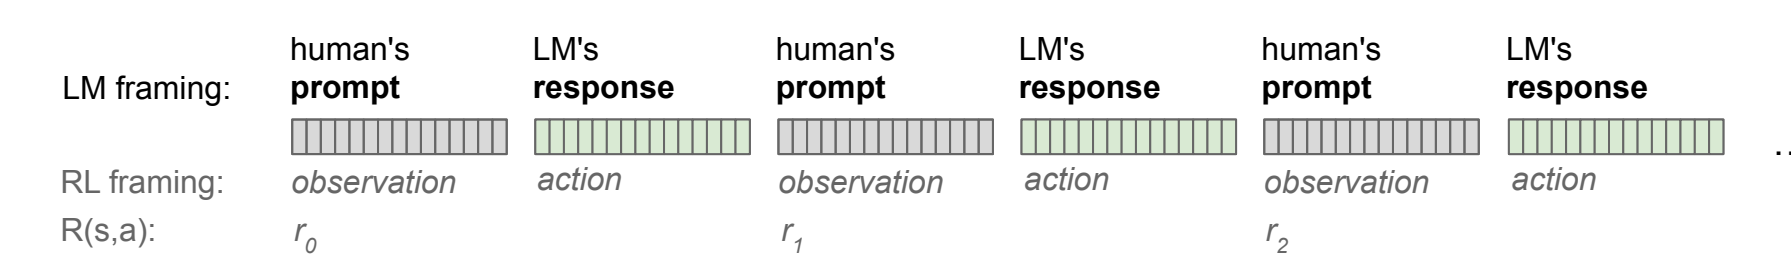 human's LM's human's LM's human's LM's
LM framing: prompt response prompt response prompt response
..
RL framing: observation action observation action observation action
R(s,a): r0 r1 r2